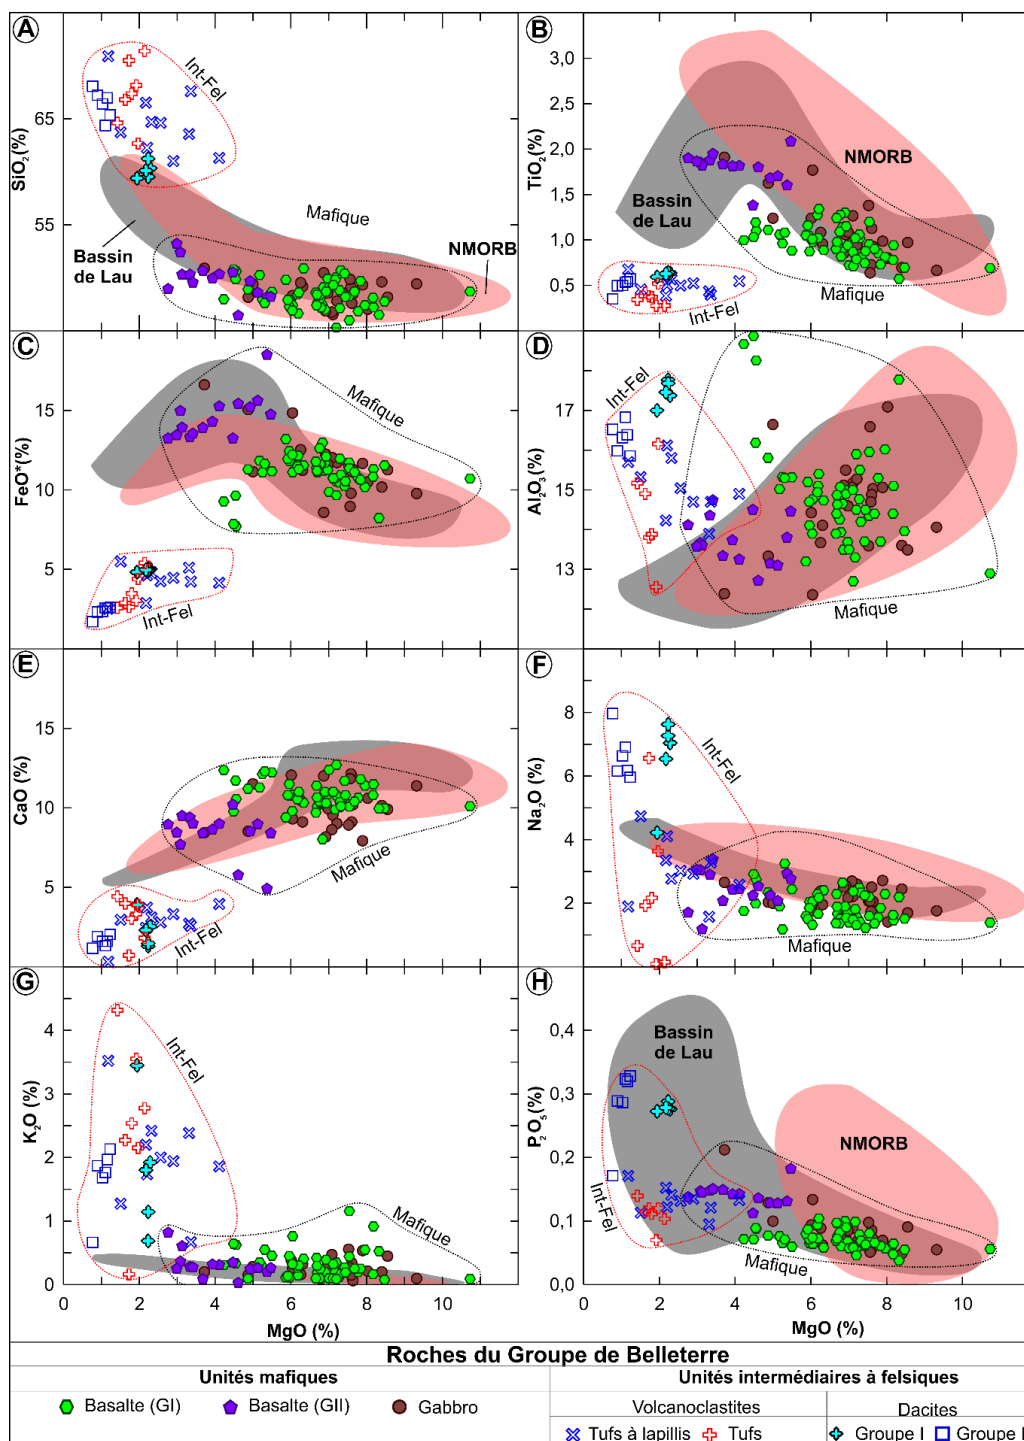 A
SiO2(%)
65
55
Int-Fel
Mafique
Bassin
de Lau
NMORB
B
TiO2(%)
3,0
2,5
2,0
1,5
1,0
0,5
NMORB
Bassin
de Lau
Mafique
Int-Fel
C
FeO*(%)
15
10
5
Mafique
Int-Fel
D
Al2O3(%)
17
15
13
Int-Fel
Mafique
E
CaO (%)
15
10
5
Mafique
Int-Fel
F
Na2O (%)
8
6
4
2
Int-Fel
Mafique
G
K2O (%)
4
3
2
1
0
Int-Fel
Mafique
0 2 4 6 8 10
MgO (%)
H
P2O5(%)
0,4
0,3
0,2
0,1
0,0
Bassin
de Lau
NMORB
Int-Fel
Mafique
0 2 4 6 8 10
MgO (%)
Roches du Groupe de Belleterre
Unités mafiques
Unités intermédiaires à felsiques
Basalte (GI) Basalte (GII) Gabbro
Volcanoclastites
Dacites
Tufs à lapillis Tufs
Groupe I